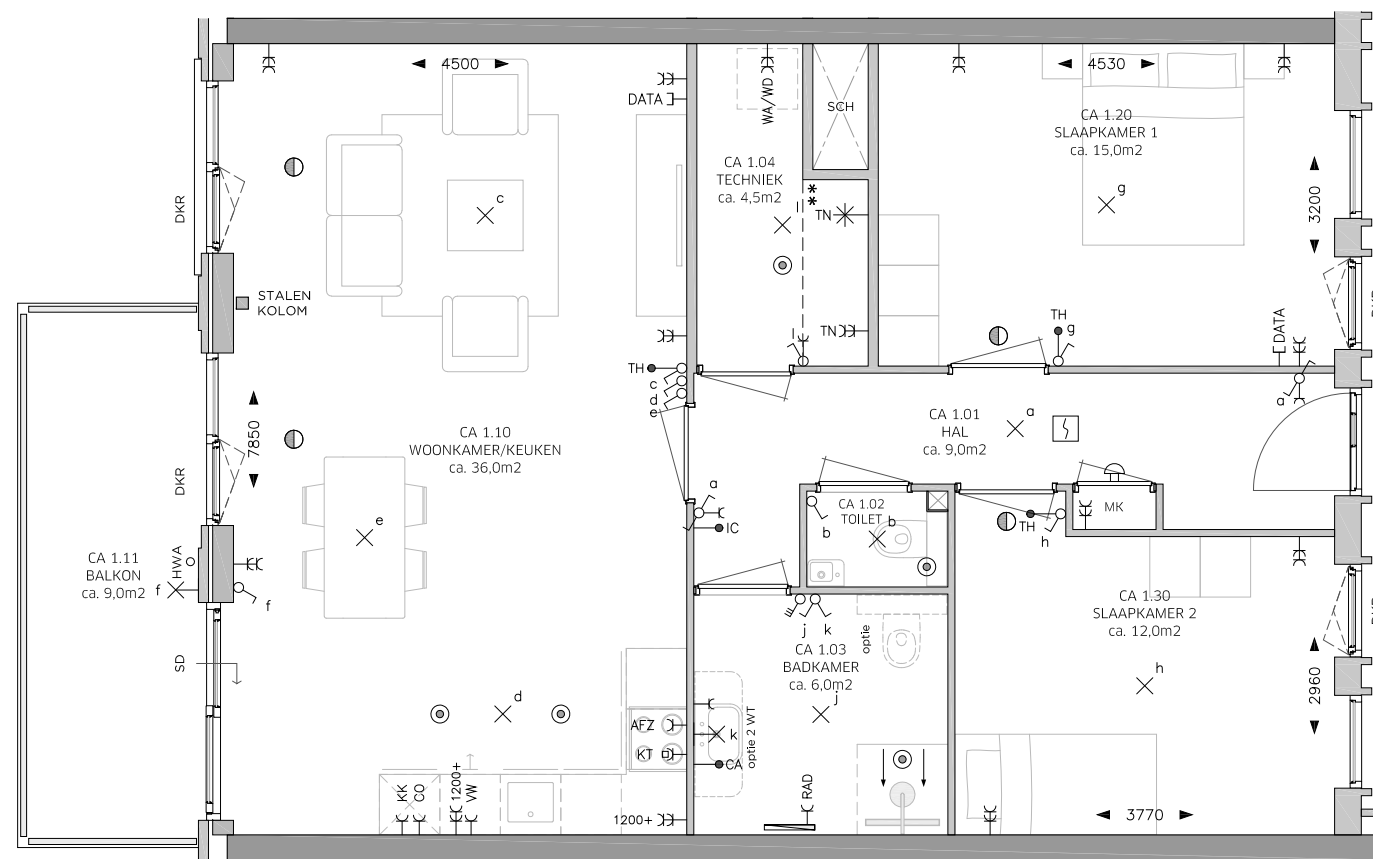 4500
DATA
WA/WD
SCH
4530
CA 1.20
SLAAPKAMER 1
ca. 15,0m2
CA 1.04
TECHNIEK
ca. 4,5m2
**
l
TN
c
g
3200
DKR
STALEN
KOLOM
TN
l
TH
g
DATA
TH
c
d
e
a
7850
CA 1.10
WOONKAMER/KEUKEN
ca. 36,0m2
CA 1.01
HAL
ca. 9,0m2
a
DKR
a
IC
CA 1.02
TOILET
b
b
TH
h
MK
e
CA 1.11
BALKON
ca. 9,0m2
HWA
f
f
CA 1.30
SLAAPKAMER 2
ca. 12,0m2
j
k
optie
CA 1.03
BADKAMER
ca. 6,0m2
SD
h
2960
d
j
AFZ
k
KT
CA
optie 2 WT
KK
CO
1200+
VW
1200+
RAD
3770